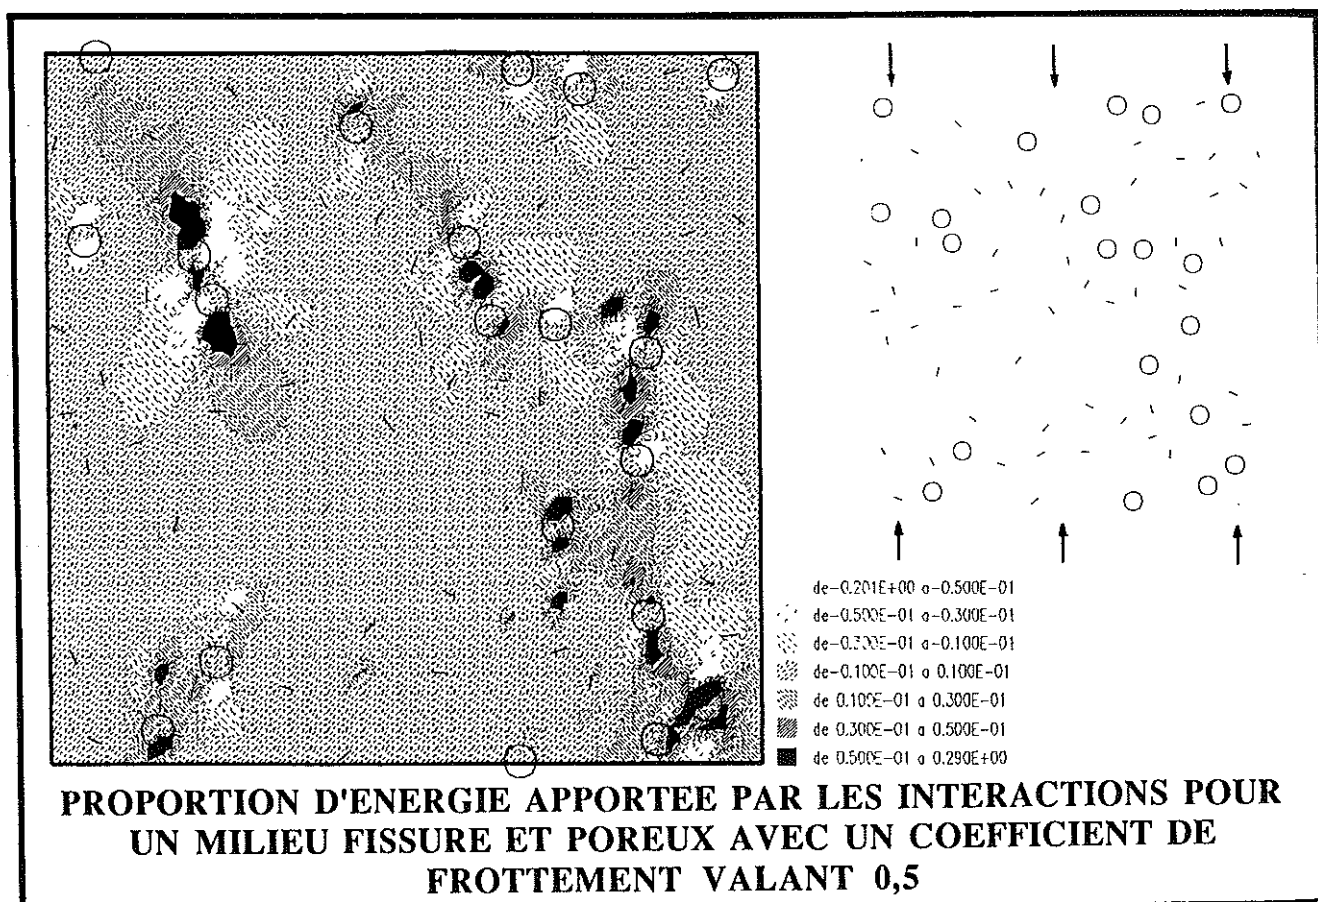 de-0.201E+00 a-0.500E-01
de-0.500E-01 a-0.300E-01
de-0.300E-01 a-0.100E-01
de-0.100E-01 a 0.100E-01
de 0.100E-01 a 0.300E-01
de 0.300E-01 a 0.500E-01
de 0.500E-01 a 0.290E+00
PROPORTION D'ENERGIE APPORTEE PAR LES INTERACTIONS POUR
UN MILIEU FISSURE ET POREUX AVEC UN COEFFICIENT DE
FROTTEMENT VALANT 0,5